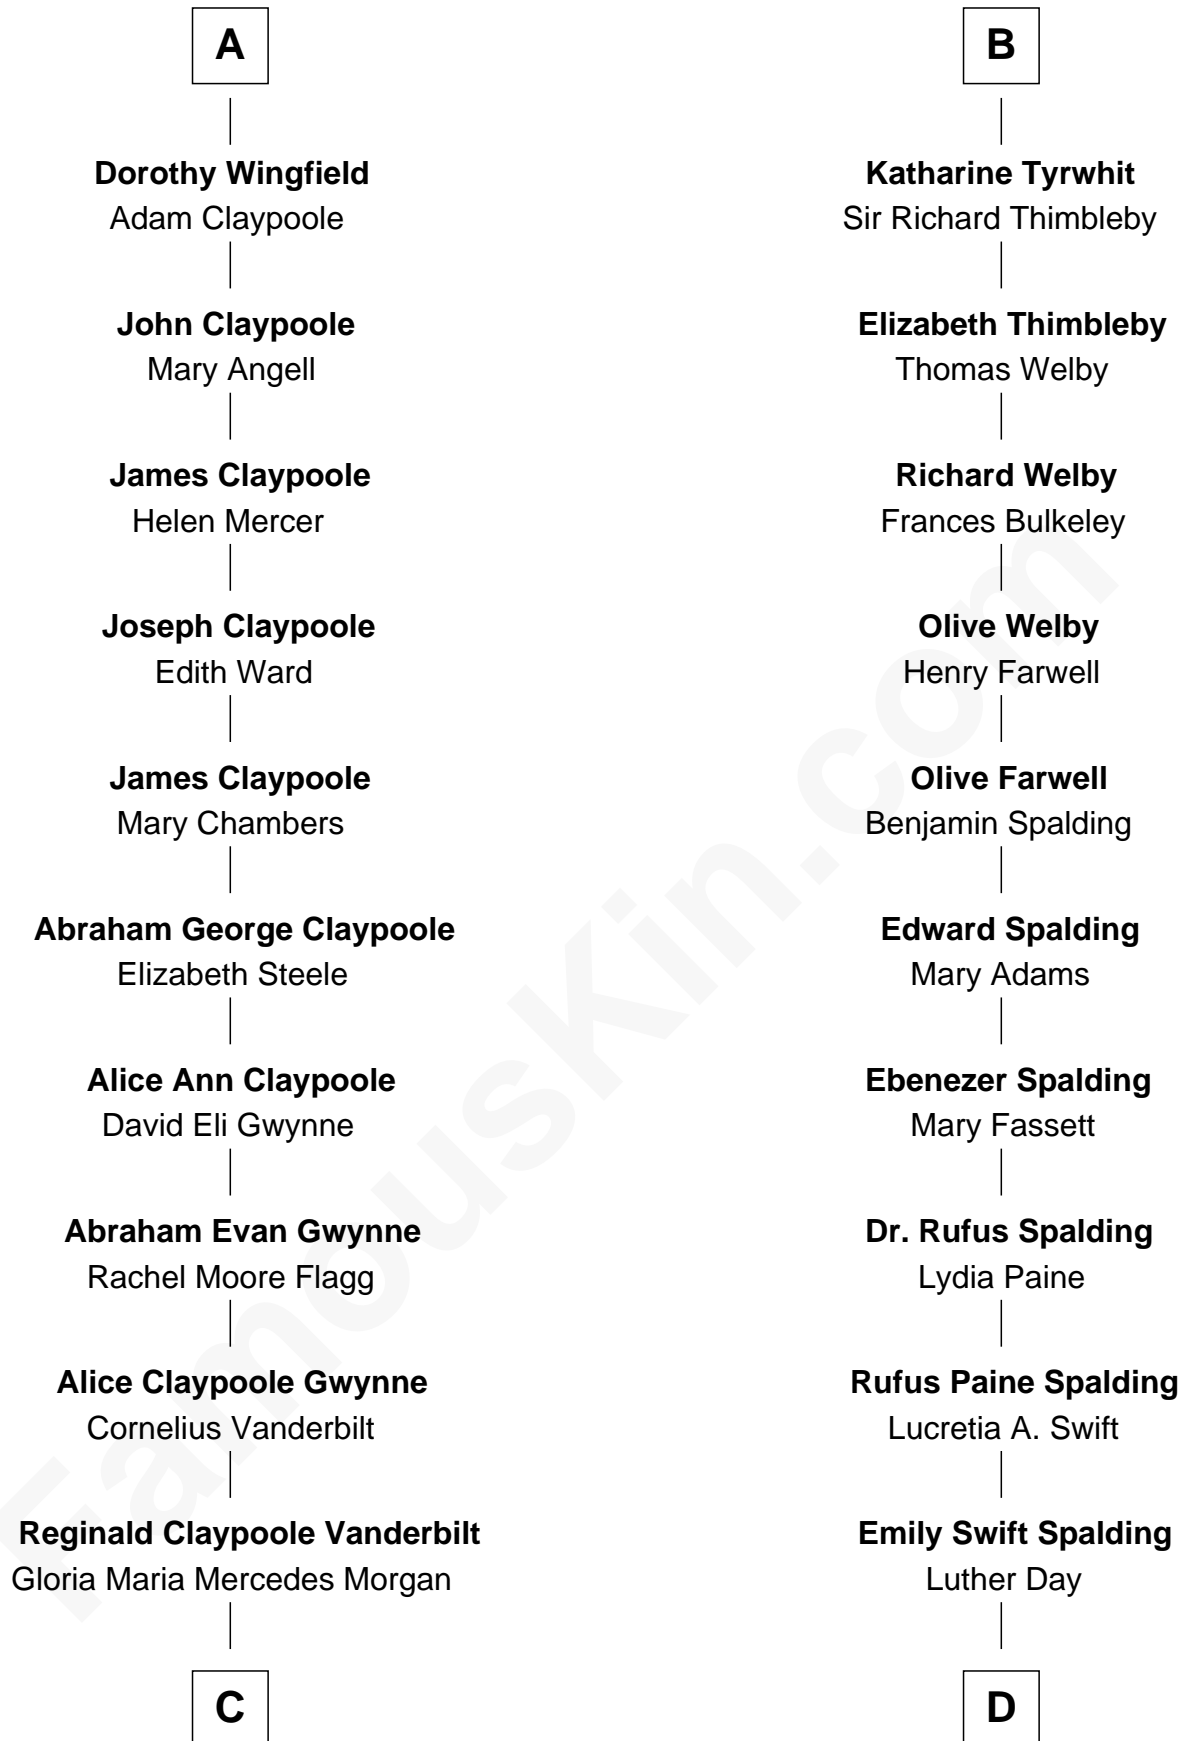 A
Dorothy Wingfield
Adam Claypoole
John Claypoole
Mary Angell
James Claypoole
Helen Mercer
Joseph Claypoole
Edith Ward
James Claypoole
Mary Chambers
Abraham George Claypoole
Elizabeth Steele
Alice Ann Claypoole
David Eli Gwynne
Abraham Evan Gwynne
Rachel Moore Flagg
Alice Claypoole Gwynne
Cornelius Vanderbilt
Reginald Claypoole Vanderbilt
Gloria Maria Mercedes Morgan
C
B
Katharine Tyrwhit
Sir Richard Thimbleby
Elizabeth Thimbleby
Thomas Welby
Richard Welby
Frances Bulkeley
Olive Welby
Henry Farwell
Olive Farwell
Benjamin Spalding
Edward Spalding
Mary Adams
Ebenezer Spalding
Mary Fassett
Dr. Rufus Spalding
Lydia Paine
Rufus Paine Spalding
Lucretia A. Swift
Emily Swift Spalding
Luther Day
D
FamousKin.com